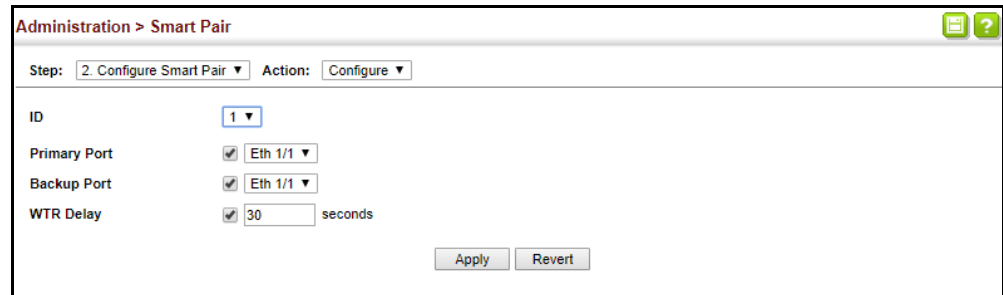 Administration > Smart Pair
Step: 2. Configure Smart Pair Action: Configure
ID 1
Primary Port Eth 1/1
Backup Port Eth 1/1
WTR Delay 30 seconds
Apply Revert